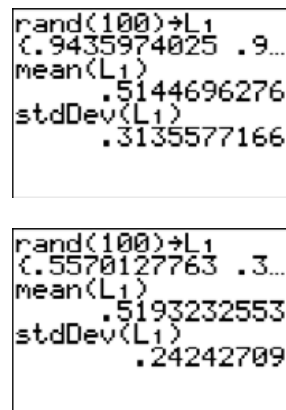 rand(100)→L₁
{.9435974025 .9…
mean(L₁)
.5144696276
stdDev(L₁)
.3135577166
rand(100)→L₁
{.5570127763 .3…
mean(L₁)
.5193232553
stdDev(L₁)
.24242709